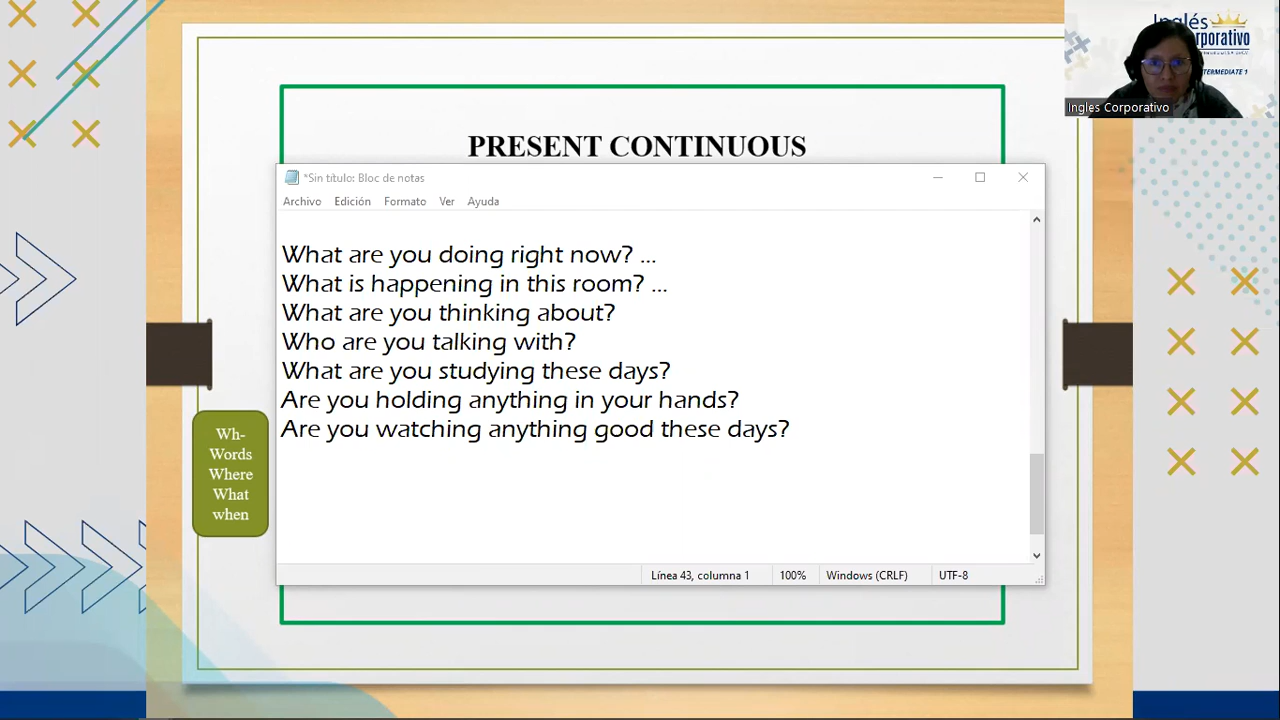 Inglés
Corporativo
INTERMEDIATE 1
Ingles Corporativo
PRESENT CONTINUOUS
*Sin título: Bloc de notas
Archivo Edición Formato Ver Ayuda
What are you doing right now? ...
What is happening in this room? ...
What are you thinking about?
Who are you talking with?
What are you studying these days?
Are you holding anything in your hands?
Are you watching anything good these days?
Wh-
Words
Where
What
when
Línea 43, columna 1 100% Windows (CRLF) UTF-8